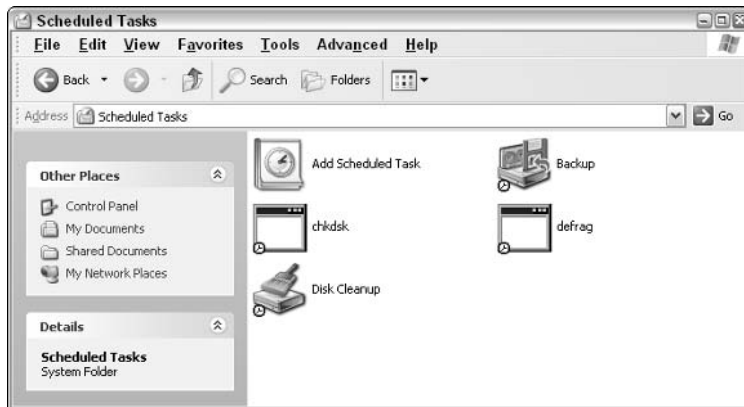 Scheduled Tasks
File Edit View Favorites Tools Advanced Help
Back Search Folders
Address Scheduled Tasks Go
Other Places
Control Panel
My Documents
Shared Documents
My Network Places
Details
Scheduled Tasks
System Folder
Add Scheduled Task
Backup
chkdsk
defrag
Disk Cleanup